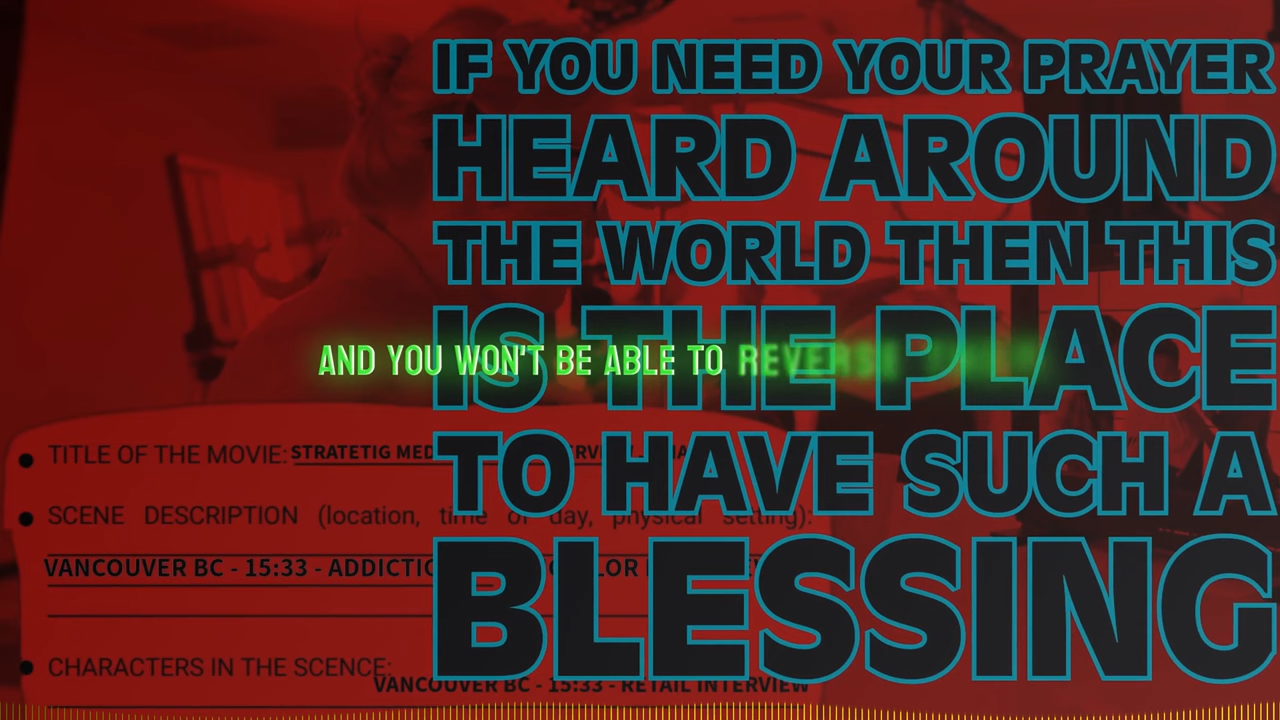 IF YOU NEED YOUR PRAYER
HEARD AROUND
THE WORLD THEN THIS
IS THE PLACE
AND YOU WON'T BE ABLE TO REVERSE
TO HAVE SUCH A
BLESSING
TITLE OF THE MOVIE: STRATETIG
SCENE DESCRIPTION (location, time of day, physical setting):
VANCOUVER BC - 15:33 -
CHARACTERS IN THE SCENCE:
VANCOUVER BC - 15:33 - RETAIL INTERVIEW